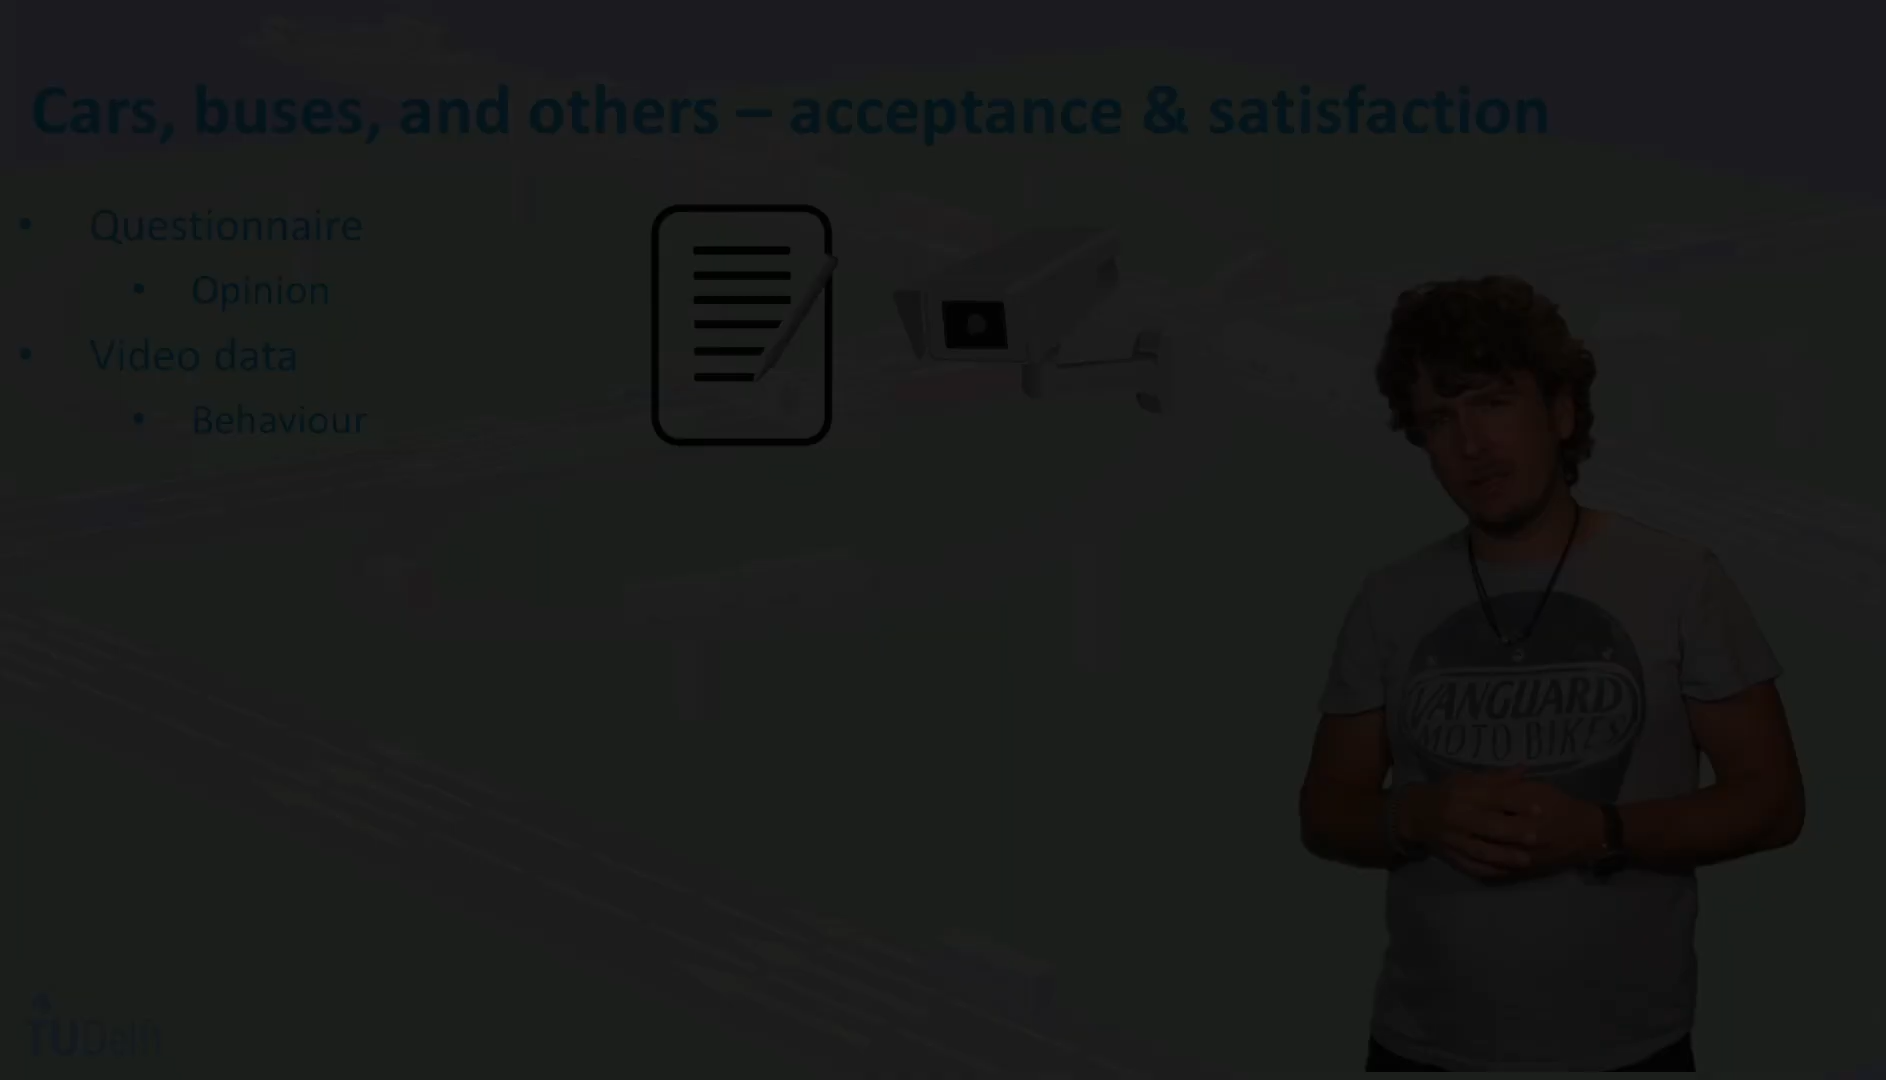 Cars, buses, and others – acceptance & satisfaction
• Questionnaire
• Opinion
• Video data
• Behaviour
VANGUARD
MOTO BIKES
TUDelft